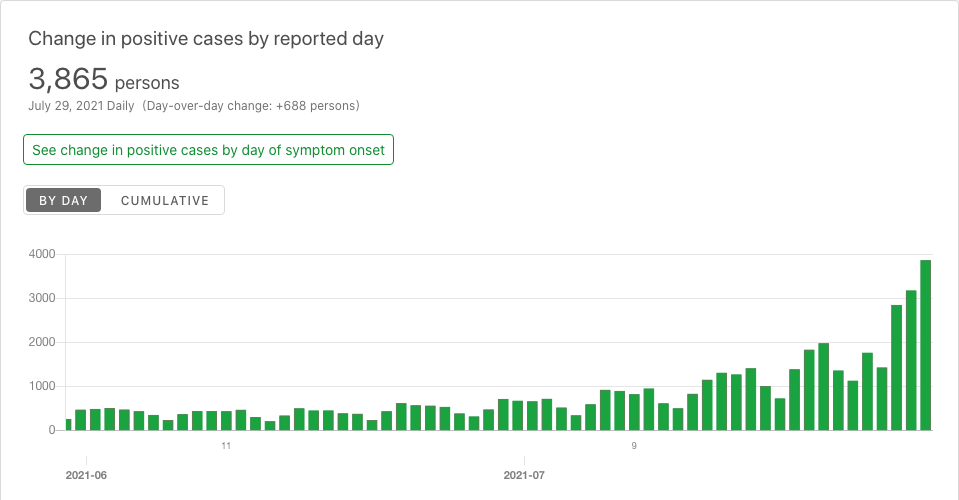 Change in positive cases by reported day
3,865 persons
July 29, 2021 Daily (Day-over-day change: +688 persons)
See change in positive cases by day of symptom onset
BY DAY CUMULATIVE
4000
3000
2000
1000
0
11 9
2021-06 2021-07